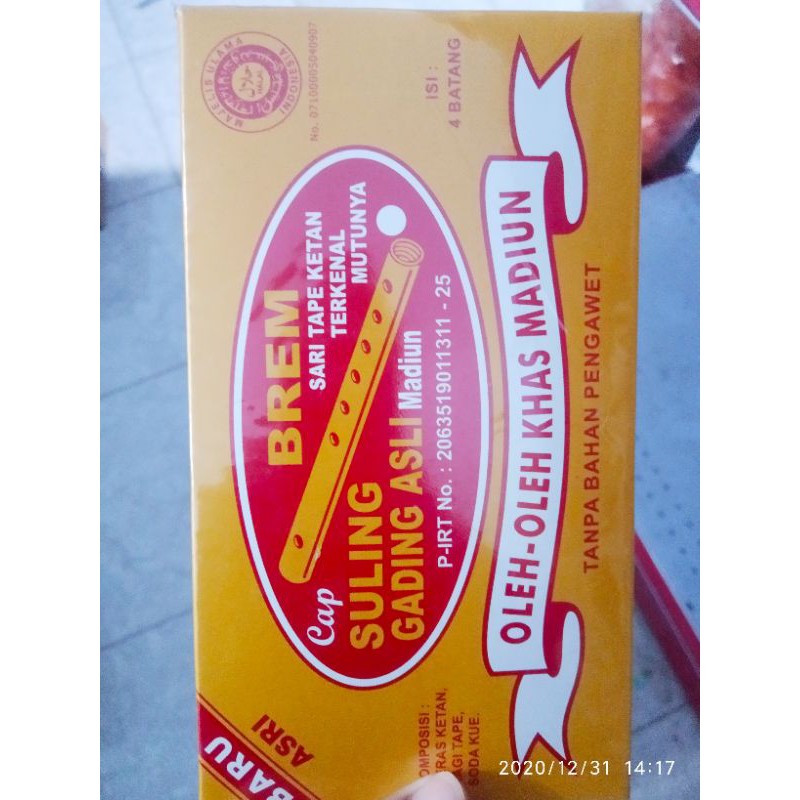 MAJELIS ULAMA
INDONESIA
HALAL
No. 07100005040907
ISI :
4 BATANG
BREM
SARI TAPE KETAN
TERKENAL
MUTUNYA
Cap
SULING
GADING ASLI Madiun
P-IRT No. : 2063519011311 - 25
OLEH-OLEH KHAS MADIUN
TANPA BAHAN PENGAWET
BARU
ASRI
OMPOSISI :
RAS KETAN,
AGI TAPE,
SODA KUE.
2020/12/31 14:17